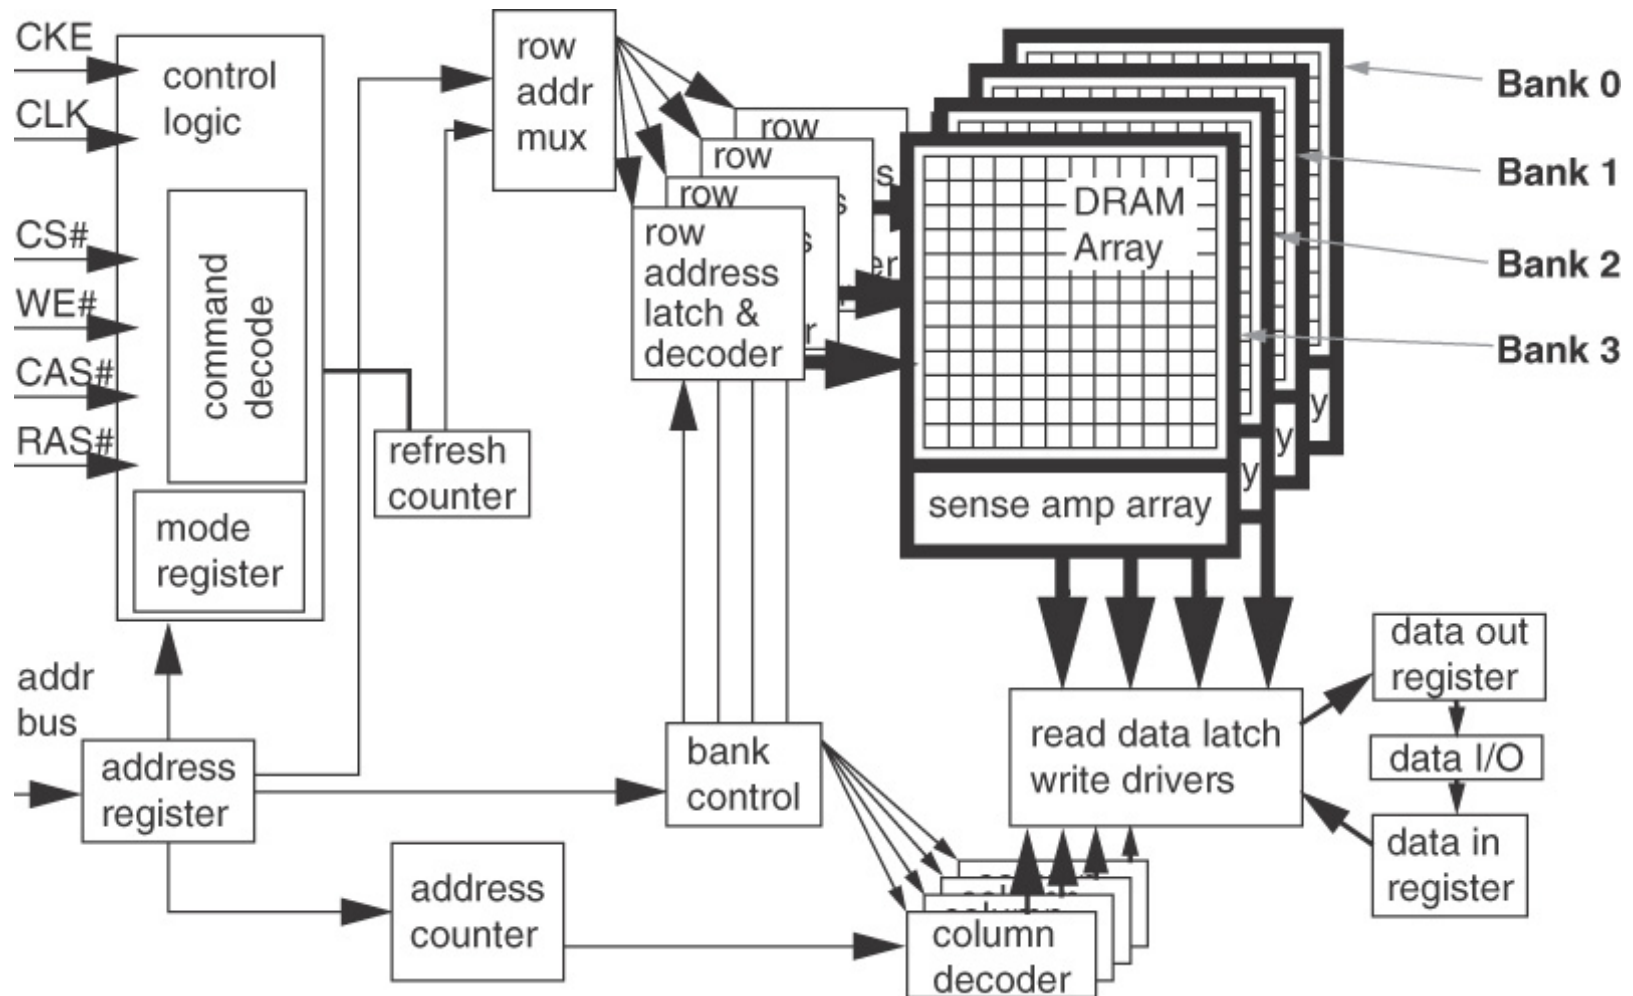 CKE
CLK
CS#
WE#
CAS#
RAS#
control
logic
command
decode
mode
register
addr
bus
address
register
refresh
counter
address
counter
row
addr
mux
row
row
row
row
address
latch &
decoder
s
s
s
er
r
DRAM
Array
sense amp array
y
y
y
Bank 0
Bank 1
Bank 2
Bank 3
bank
control
read data latch
write drivers
data out
register
data I/O
data in
register
column
decoder